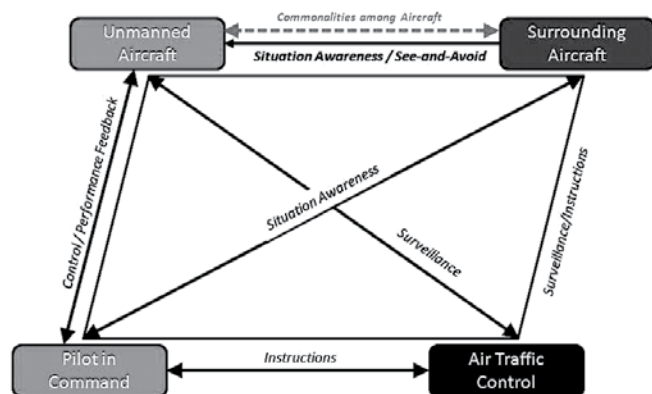 Commonalities among Aircraft
Unmanned
Aircraft
Surrounding
Aircraft
Situation Awareness / See-and-Avoid
Control / Performance Feedback
Situation Awareness
Surveillance
Surveillance/Instructions
Pilot in
Command
Instructions
Air Traffic
Control